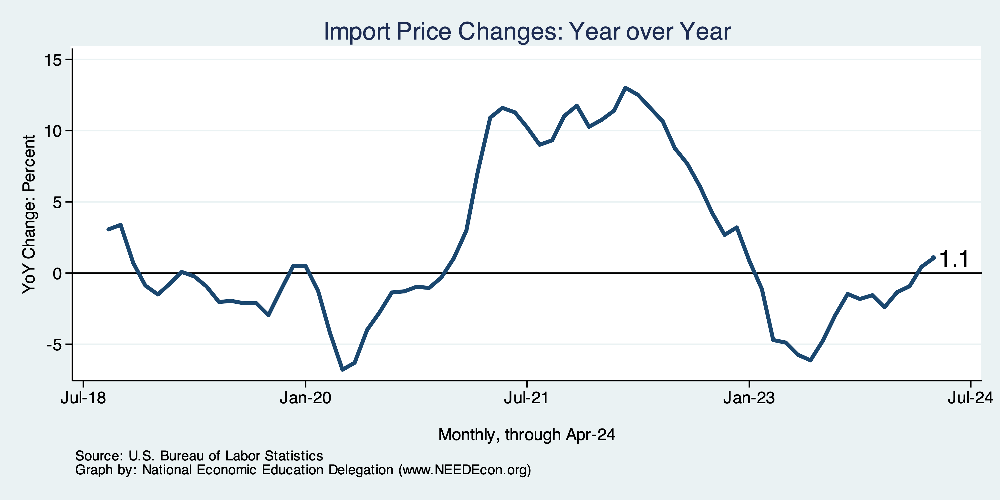 Import Price Changes: Year over Year
YoY Change: Percent
15
10
5
0
-5
1.1
Jul-18
Jan-20
Jul-21
Jan-23
Jul-24
Monthly, through Apr-24
Source: U.S. Bureau of Labor Statistics
Graph by: National Economic Education Delegation (www.NEEDEcon.org)